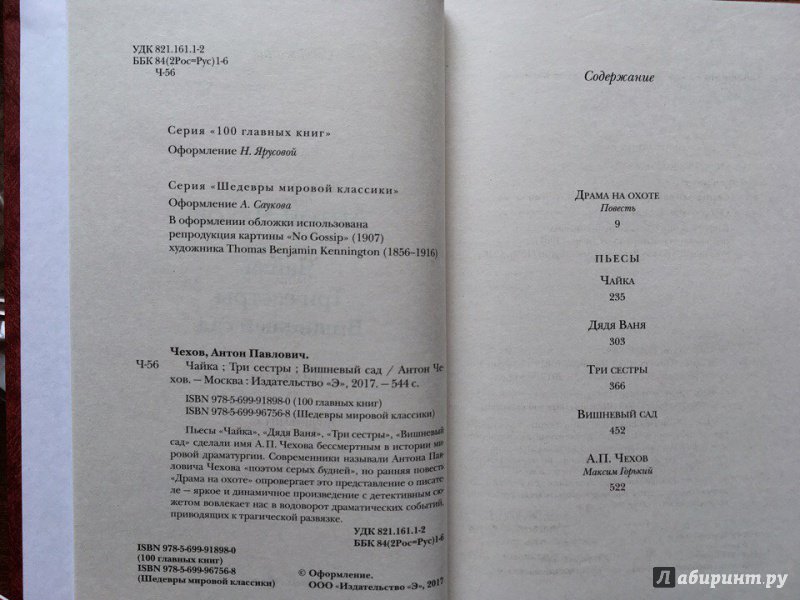 УДК 821.161.1-2
ББК 84(2Рос=Рус)1-6
Ч-56
Серия «100 главных книг»
Оформление Н. Ярусовой
Серия «Шедевры мировой классики»
Оформление А. Саукова
В оформлении обложки использована
репродукция картины «No Gossip» (1907)
художника Thomas Benjamin Kennington (1856–1916)
Чехов, Антон Павлович.
Ч-56 Чайка ; Три сестры ; Вишневый сад / Антон Че
хов. — Москва : Издательство «Э», 2017. — 544 с.
ISBN 978-5-699-91898-0 (100 главных книг)
ISBN 978-5-699-96756-8 (Шедевры мировой классики)
Пьесы «Чайка», «Дядя Ваня», «Три сестры», «Вишневый
сад» сделали имя А.П. Чехова бессмертным в истории ми
ровой драматургии. Современники называли Антона Пав
ловича Чехова «поэтом серых будней», но ранняя повесть
«Драма на охоте» опровергает это представление о писате
ле – яркое и динамичное произведение с детективным сю
жетом вовлекает нас в водоворот драматических событий,
приводящих к трагической развязке.
УДК 821.161.1-2
ББК 84(2Рос=Рус)1-6
ISBN 978-5-699-91898-0
(100 главных книг)
ISBN 978-5-699-96756-8
(Шедевры мировой классики)
© Оформление.
ООО «Издательство «Э», 2017
Содержание
Драма на охоте
Повесть
9
ПЬЕСЫ
Чайка
235
Дядя Ваня
303
Три сестры
366
Вишневый сад
452
А.П. Чехов
Максим Горький
522
Лабиринт.ру